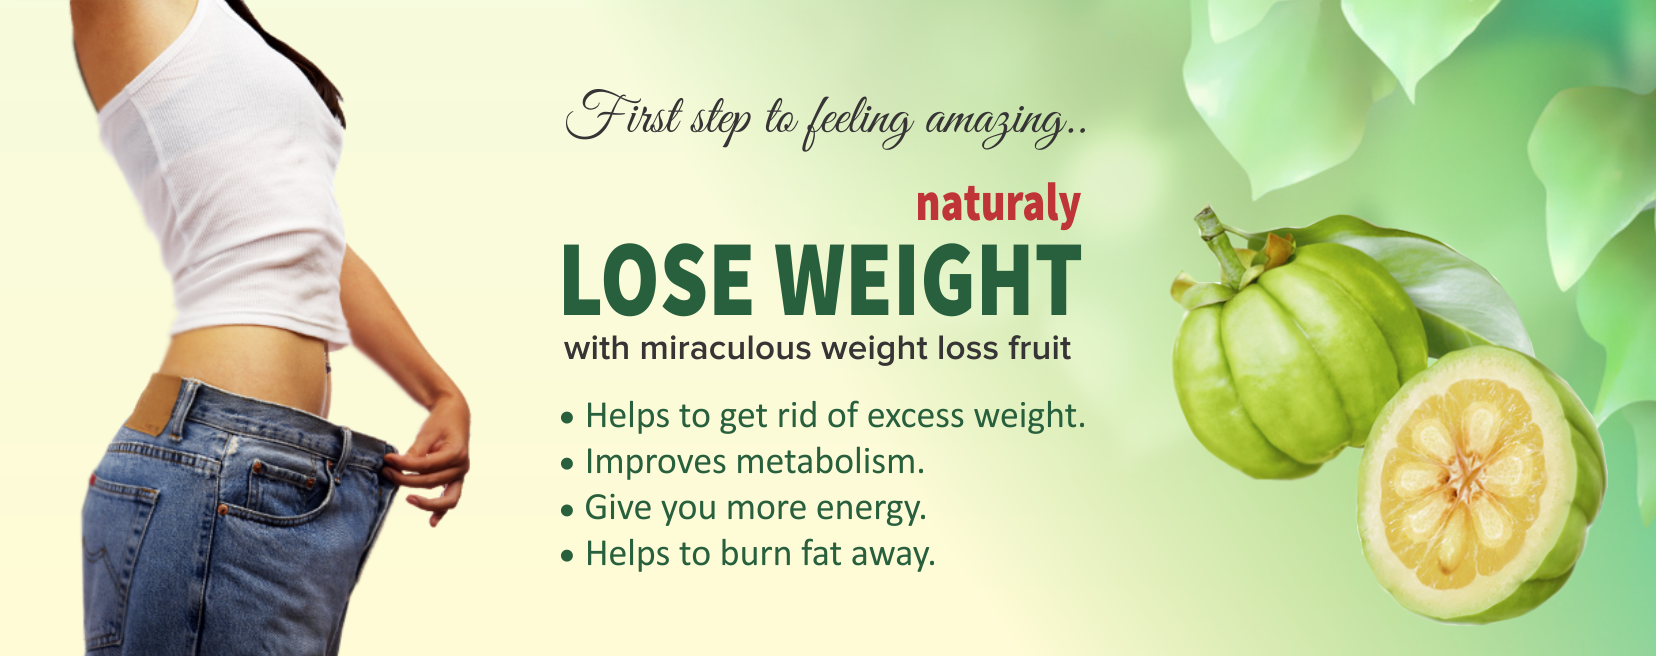 First step to feeling amazing..
naturaly
LOSE WEIGHT
with miraculous weight loss fruit
• Helps to get rid of excess weight.
• Improves metabolism.
• Give you more energy.
• Helps to burn fat away.